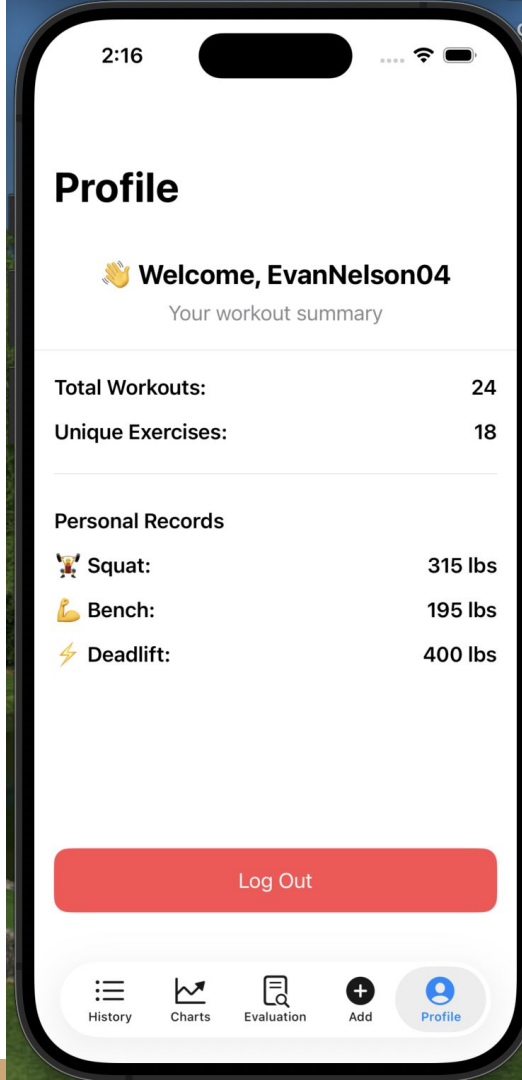 2:16
Profile
👋 Welcome, EvanNelson04
Your workout summary
Total Workouts: 24
Unique Exercises: 18
Personal Records
🏋️ Squat: 315 lbs
💪 Bench: 195 lbs
⚡ Deadlift: 400 lbs
Log Out
History Charts Evaluation Add Profile